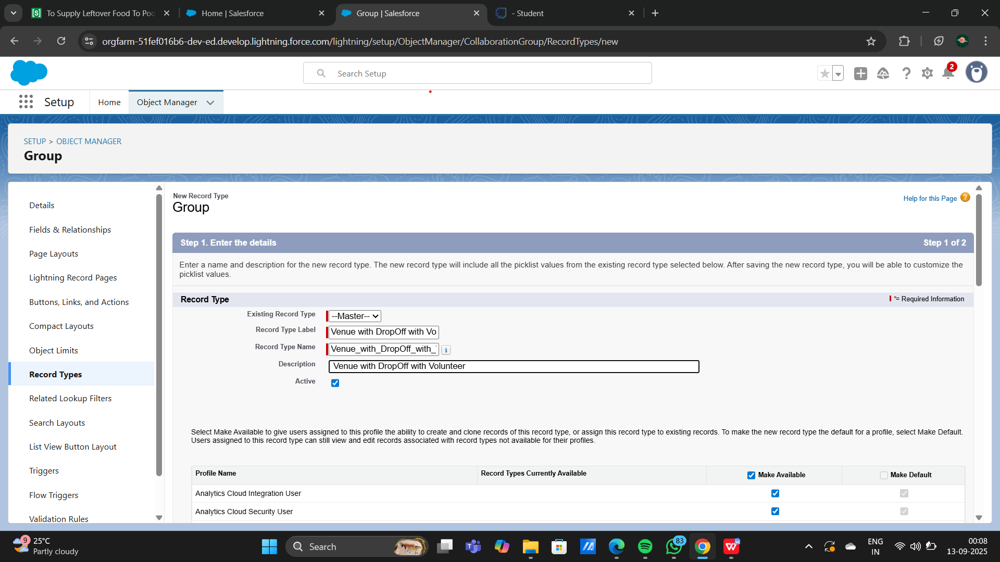 To Supply Leftover Food To Poo
Home | Salesforce
Group | Salesforce
- Student
orgfarm-51fef016b6-dev-ed.develop.lightning.force.com/lightning/setup/ObjectManager/CollaborationGroup/RecordTypes/new
Search Setup
2
Setup
Home
Object Manager
SETUP > OBJECT MANAGER
Group
Details
Fields & Relationships
Page Layouts
Lightning Record Pages
Buttons, Links, and Actions
Compact Layouts
Object Limits
Record Types
Related Lookup Filters
Search Layouts
List View Button Layout
Triggers
Flow Triggers
Validation Rules
New Record Type
Group
Help for this Page
Step 1. Enter the details
Step 1 of 2
Enter a name and description for the new record type. The new record type will include all the picklist values from the existing record type selected below. After saving the new record type, you will be able to customize the
picklist values.
Record Type
*= Required Information
Existing Record Type
--Master--
Record Type Label
Venue with DropOff with Vo
Record Type Name
Venue_with_DropOff_with_
Description
Venue with DropOff with Volunteer
Active
Select Make Available to give users assigned to this profile the ability to create and clone records of this record type, or assign this record type to existing records. To make the new record type the default for a profile, select Make Default.
Users assigned to this record type can still view and edit records associated with record types not available for their profiles.
Profile Name
Record Types Currently Available
Make Available
Make Default
Analytics Cloud Integration User
Analytics Cloud Security User
9
25°C
Partly cloudy
Search
83
ENG
IN
00:08
13-09-2025